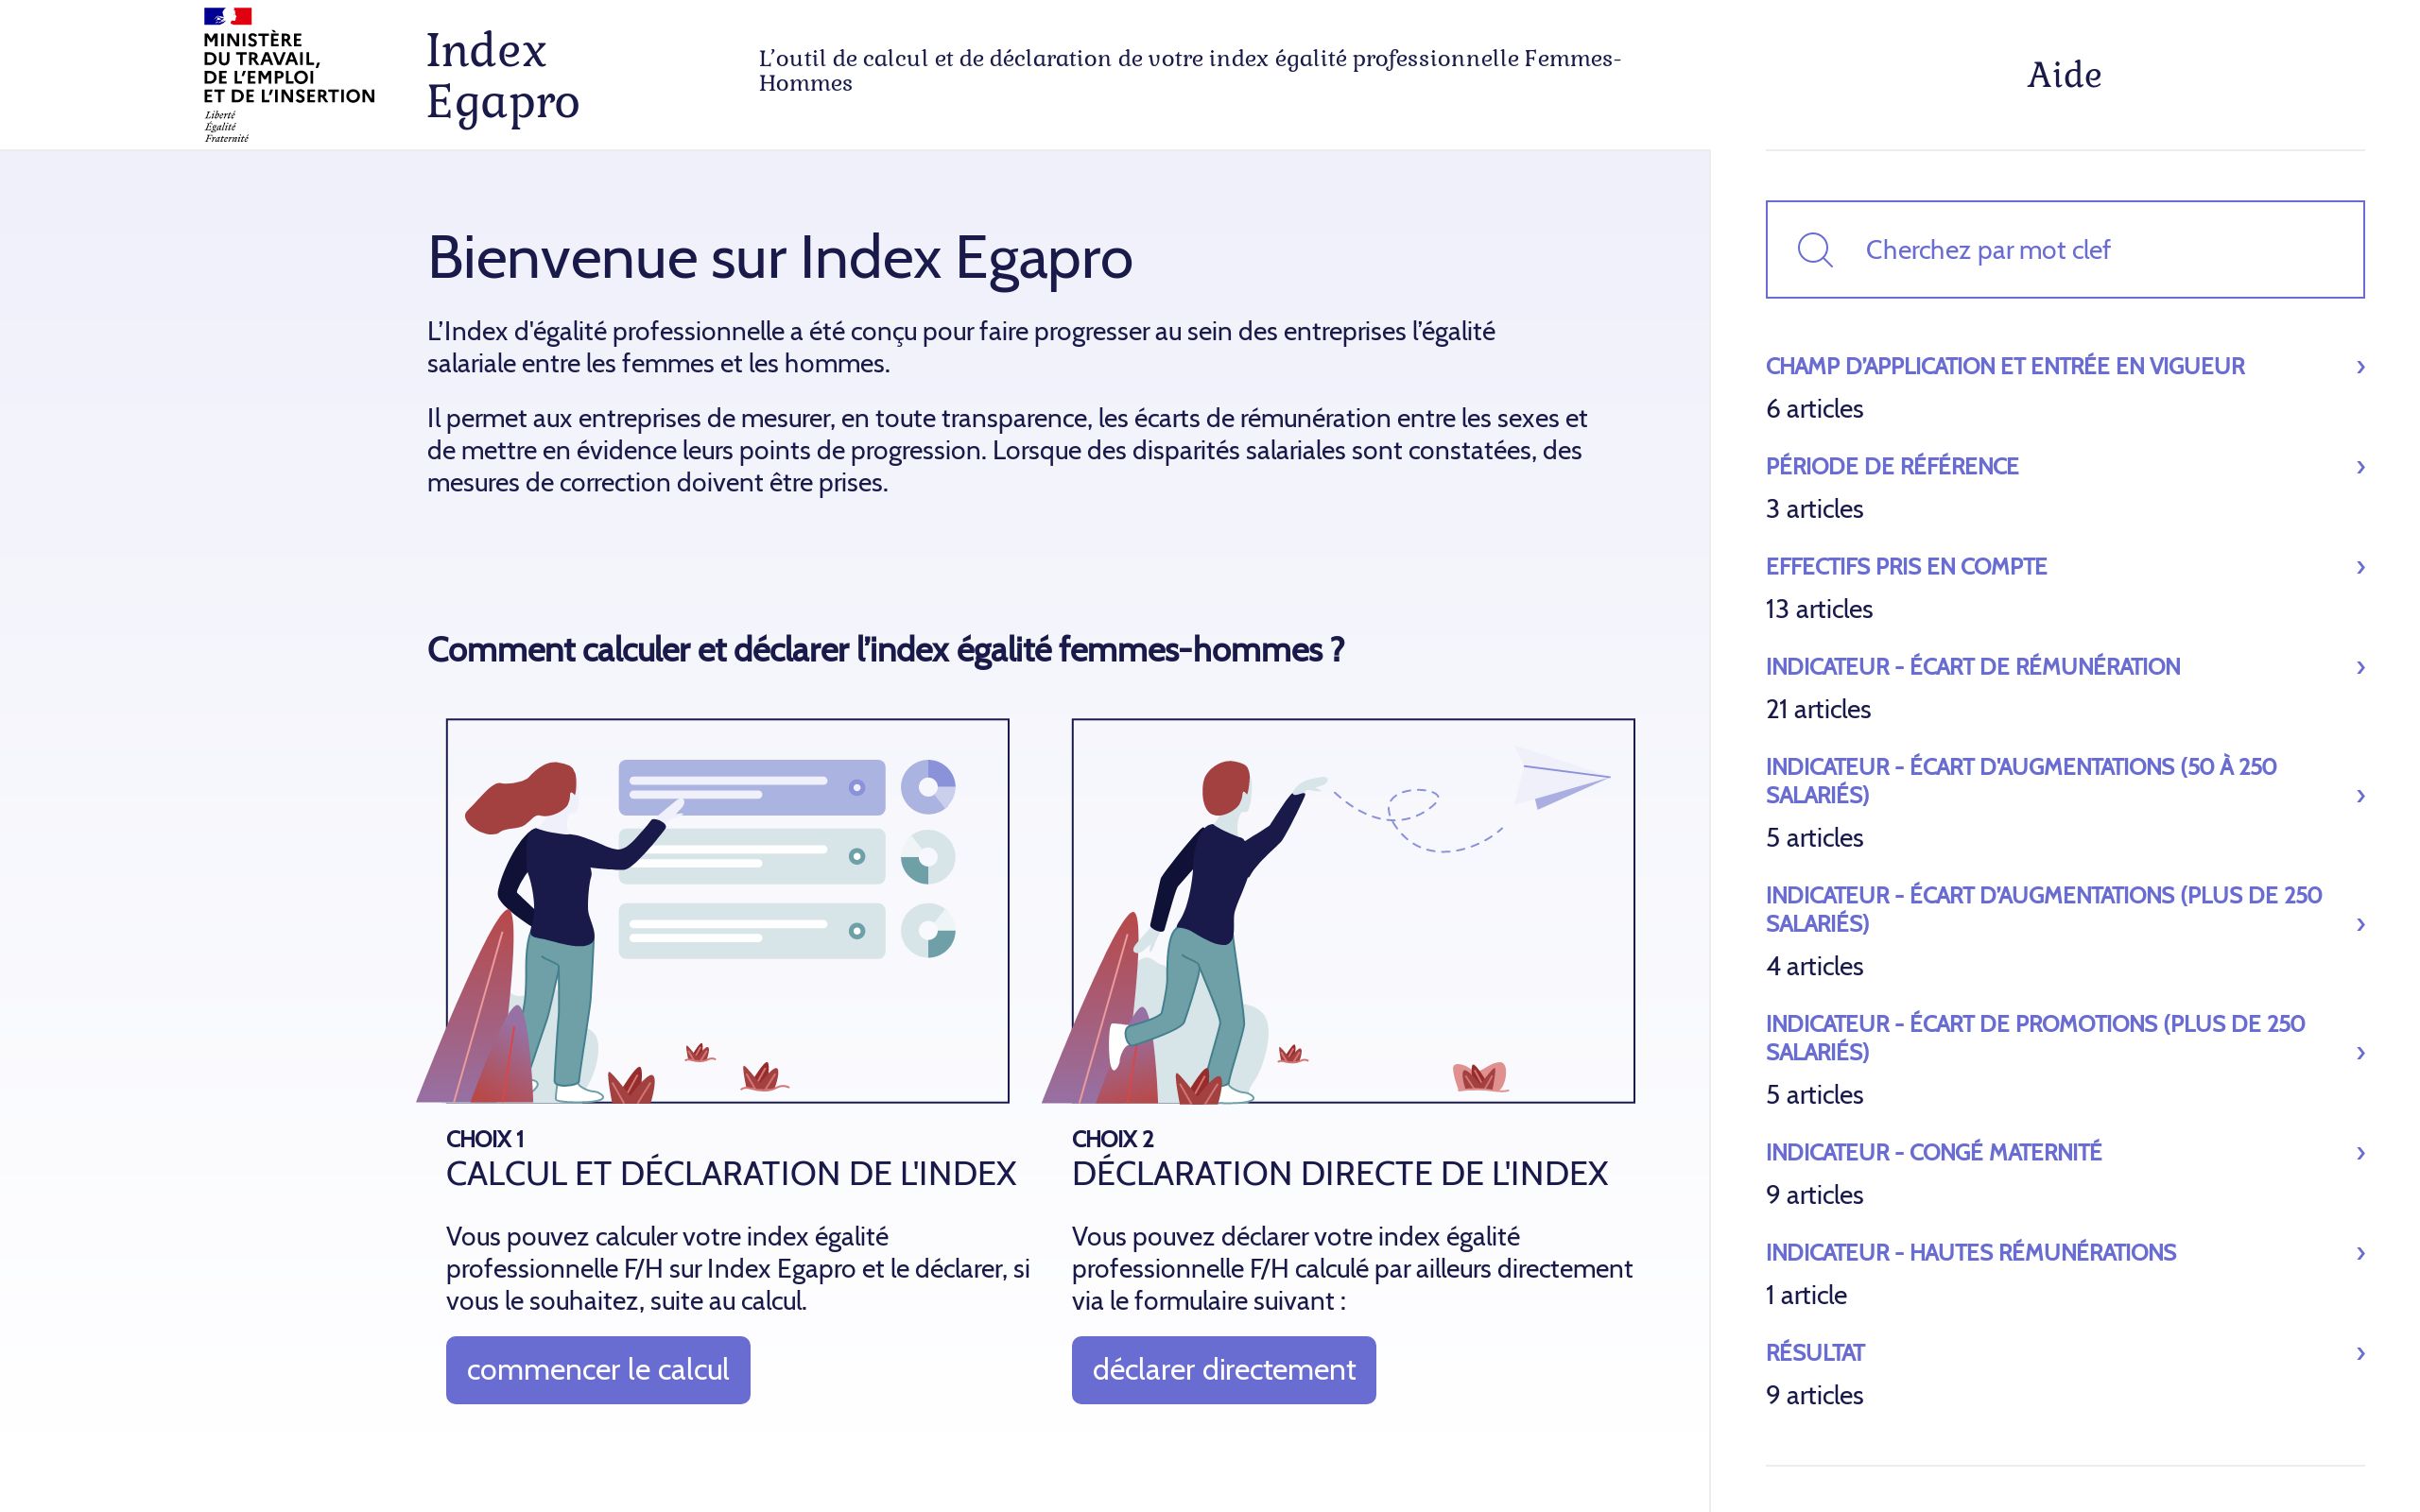 MINISTÈRE
DU TRAVAIL,
DE L'EMPLOI
ET DE L'INSERTION
Liberté
Égalité
Fraternité
Index
Egapro
L'outil de calcul et de déclaration de votre index égalité professionnelle Femmes-
Hommes
Bienvenue sur Index Egapro
L’Index d'égalité professionnelle a été conçu pour faire progresser au sein des entreprises l’égalité
salariale entre les femmes et les hommes.
Il permet aux entreprises de mesurer, en toute transparence, les écarts de rémunération entre les sexes et
de mettre en évidence leurs points de progression. Lorsque des disparités salariales sont constatées, des
mesures de correction doivent être prises.
Comment calculer et déclarer l’index égalité femmes-hommes ?
CHOIX 1
CALCUL ET DÉCLARATION DE L'INDEX
Vous pouvez calculer votre index égalité
professionnelle F/H sur Index Egapro et le déclarer, si
vous le souhaitez, suite au calcul.
commencer le calcul
CHOIX 2
DÉCLARATION DIRECTE DE L'INDEX
Vous pouvez déclarer votre index égalité
professionnelle F/H calculé par ailleurs directement
via le formulaire suivant :
déclarer directement
Aide
Cherchez par mot clef
CHAMP D’APPLICATION ET ENTRÉE EN VIGUEUR ›
6 articles
PÉRIODE DE RÉFÉRENCE ›
3 articles
EFFECTIFS PRIS EN COMPTE ›
13 articles
INDICATEUR - ÉCART DE RÉMUNÉRATION ›
21 articles
INDICATEUR - ÉCART D'AUGMENTATIONS (50 À 250
SALARIÉS) ›
5 articles
INDICATEUR - ÉCART D’AUGMENTATIONS (PLUS DE 250
SALARIÉS) ›
4 articles
INDICATEUR - ÉCART DE PROMOTIONS (PLUS DE 250
SALARIÉS) ›
5 articles
INDICATEUR - CONGÉ MATERNITÉ ›
9 articles
INDICATEUR - HAUTES RÉMUNÉRATIONS ›
1 article
RÉSULTAT ›
9 articles